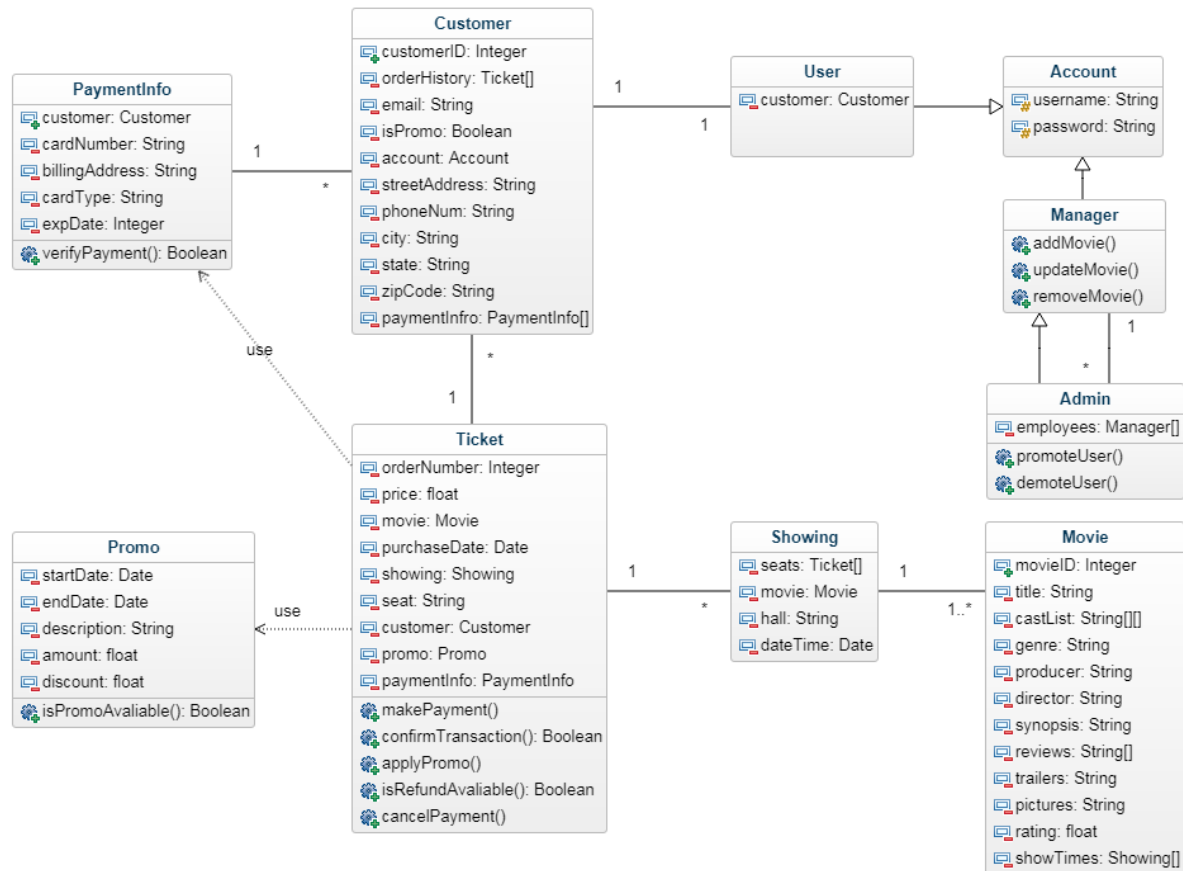 Customer
customerID: Integer
orderHistory: Ticket[]
email: String
isPromo: Boolean
account: Account
streetAddress: String
phoneNum: String
city: String
state: String
zipCode: String
paymentInfro: PaymentInfo[]
PaymentInfo
customer: Customer
cardNumber: String
billingAddress: String
cardType: String
expDate: Integer
verifyPayment(): Boolean
1
*
1
1
User
customer: Customer
Account
username: String
password: String
Manager
addMovie()
updateMovie()
removeMovie()
1
*
Admin
employees: Manager[]
promoteUser()
demoteUser()
use
*
1
Ticket
orderNumber: Integer
price: float
movie: Movie
purchaseDate: Date
showing: Showing
seat: String
customer: Customer
promo: Promo
paymentInfo: PaymentInfo
makePayment()
confirmTransaction(): Boolean
applyPromo()
isRefundAvaliable(): Boolean
cancelPayment()
Promo
startDate: Date
endDate: Date
description: String
amount: float
discount: float
isPromoAvaliable(): Boolean
use
1
*
Showing
seats: Ticket[]
movie: Movie
hall: String
dateTime: Date
1
1..*
Movie
movieID: Integer
title: String
castList: String[][]
genre: String
producer: String
director: String
synopsis: String
reviews: String[]
trailers: String
pictures: String
rating: float
showTimes: Showing[]